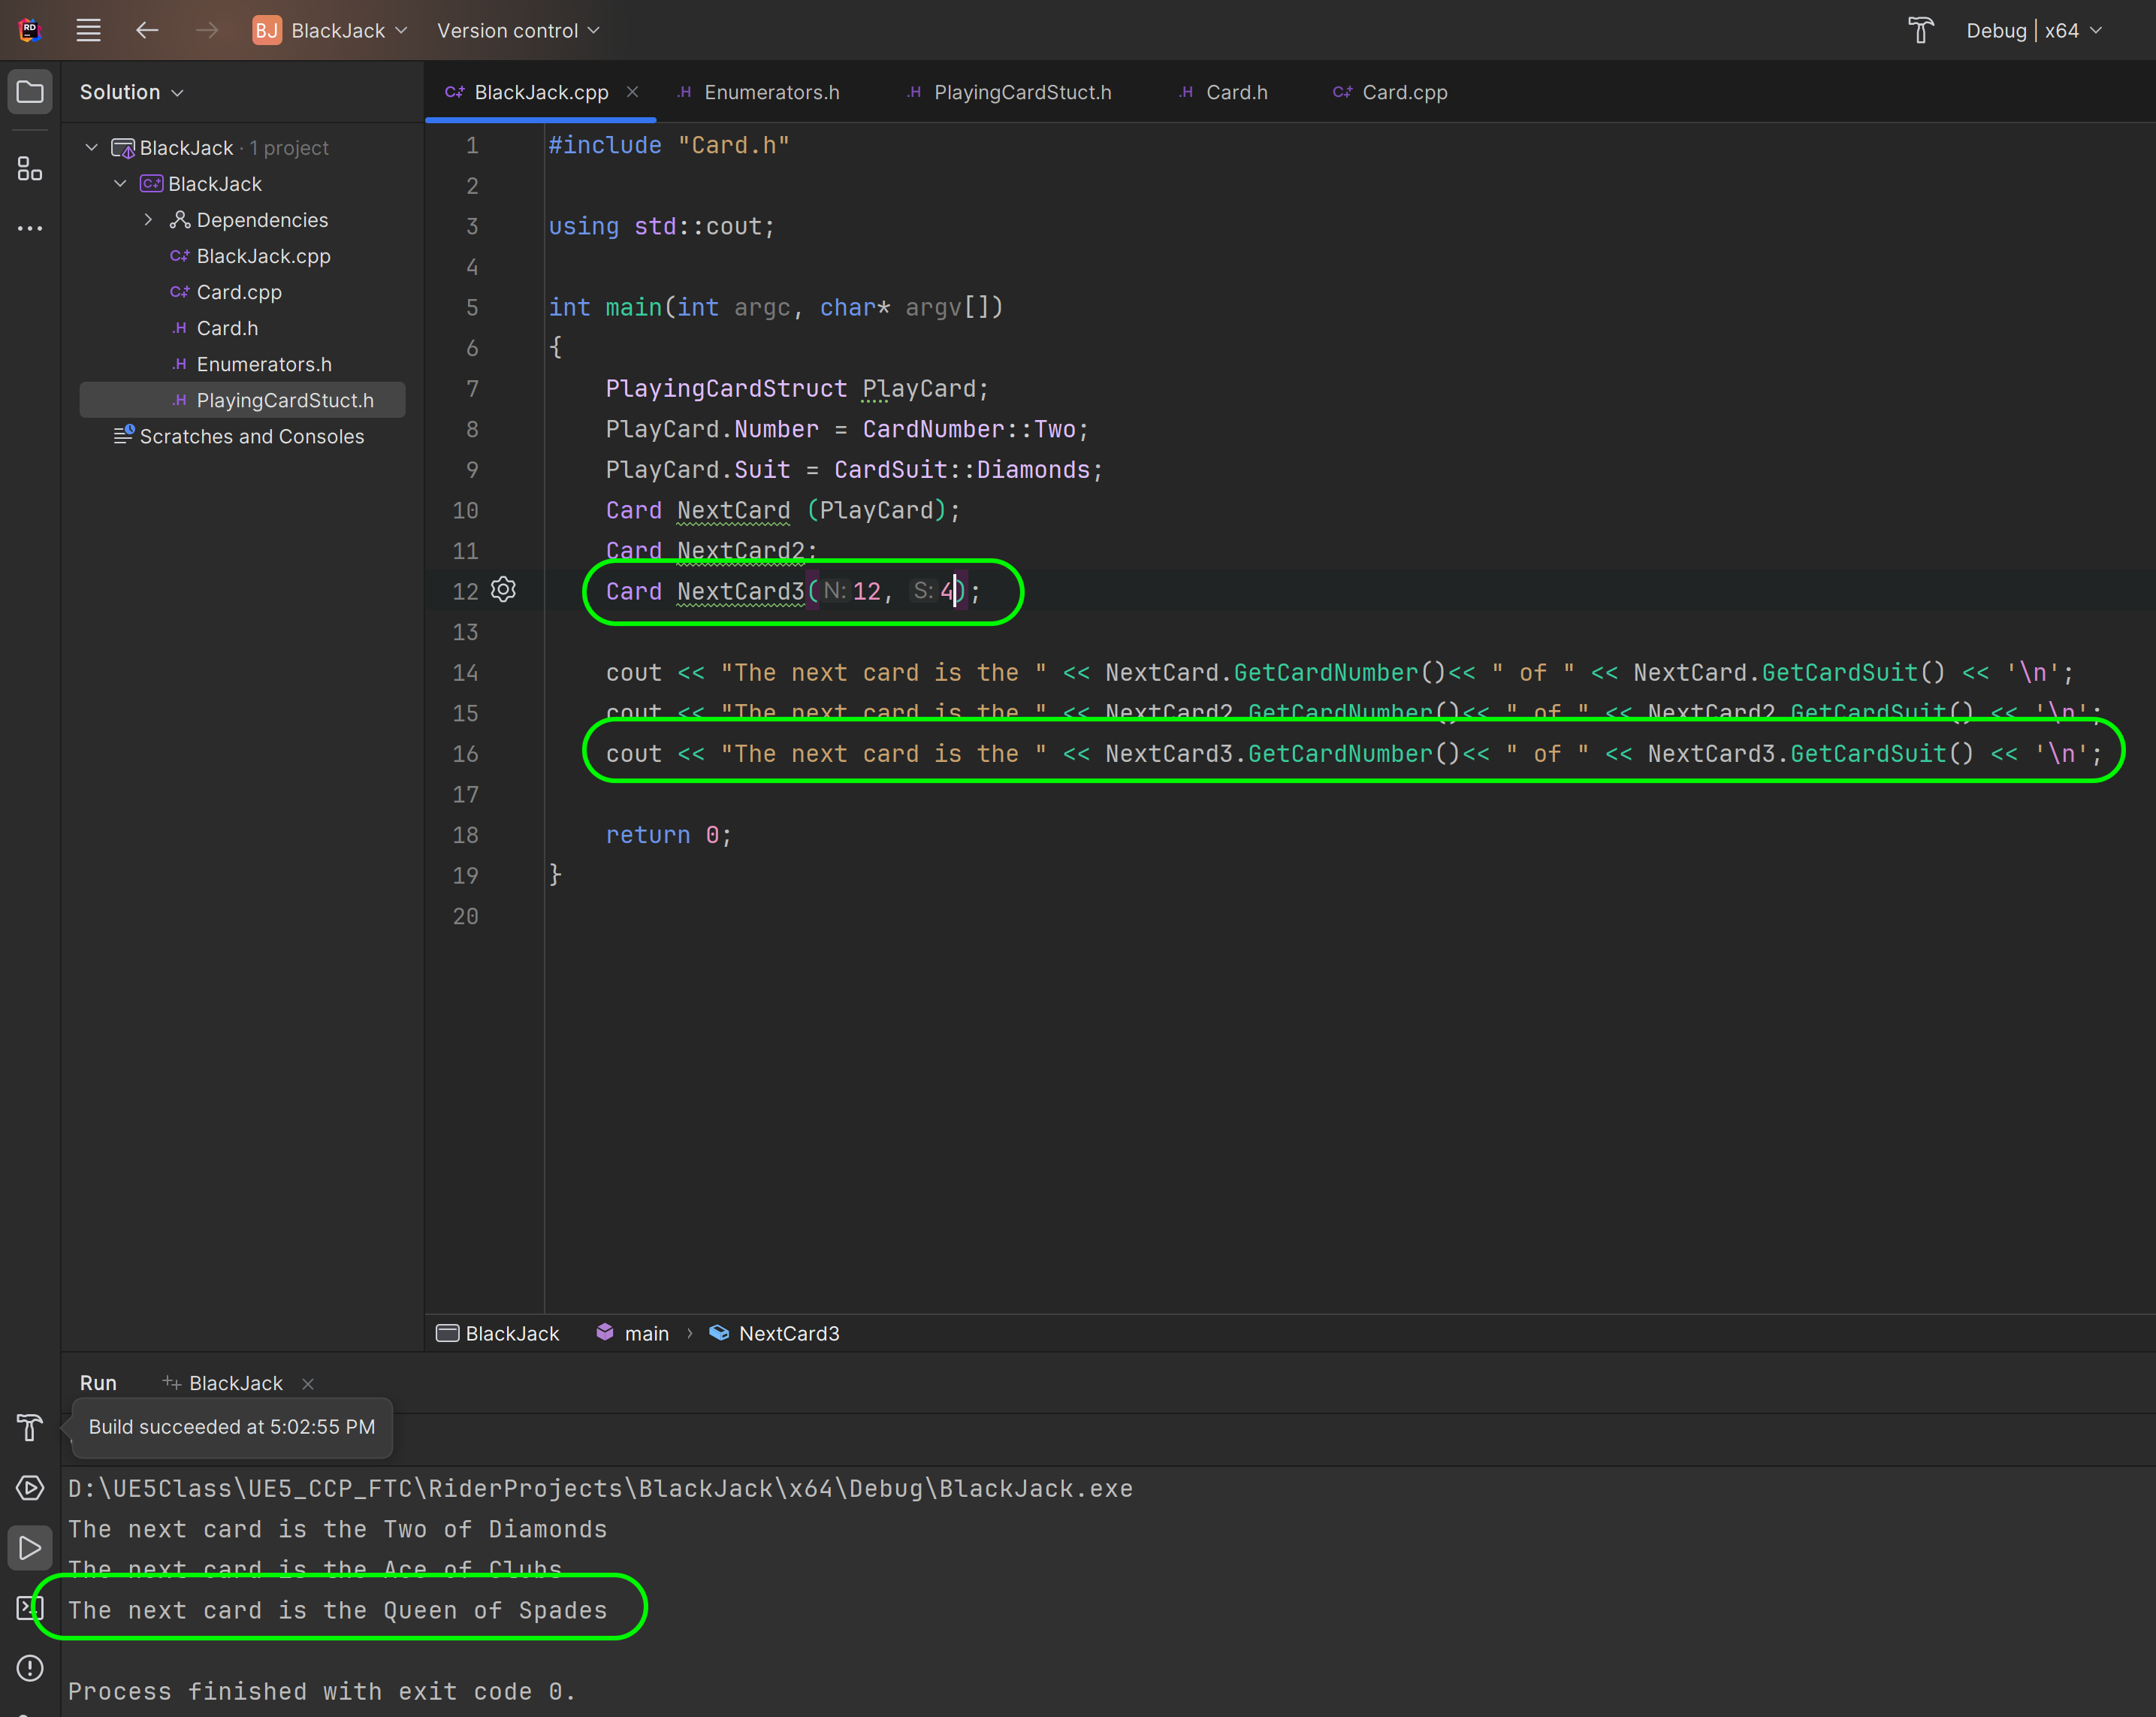 RD
BJ BlackJack Version control Debug x64
Solution
BlackJack.cpp .H Enumerators.h .H PlayingCardStuct.h .H Card.h C++ Card.cpp
BlackJack · 1 project
BlackJack
Dependencies
C++ BlackJack.cpp
C++ Card.cpp
.H Card.h
.H Enumerators.h
.H PlayingCardStuct.h
Scratches and Consoles
1 #include "Card.h"
2
3 using std::cout;
4
5 int main(int argc, char* argv[])
6 {
7 PlayingCardStruct PlayCard;
8 PlayCard.Number = CardNumber::Two;
9 PlayCard.Suit = CardSuit::Diamonds;
10 Card NextCard (PlayCard);
11 Card NextCard2;
12 Card NextCard3( N: 12, S: 4);
13
14 cout << "The next card is the " << NextCard.GetCardNumber()<< " of " << NextCard.GetCardSuit() << '\n';
15 cout << "The next card is the " << NextCard2.GetCardNumber()<< " of " << NextCard2.GetCardSuit() << '\n';
16 cout << "The next card is the " << NextCard3.GetCardNumber()<< " of " << NextCard3.GetCardSuit() << '\n';
17
18 return 0;
19 }
20
BlackJack main › NextCard3
Run BlackJack
Build succeeded at 5:02:55 PM
D:\UE5Class\UE5_CCP_FTC\RiderProjects\BlackJack\x64\Debug\BlackJack.exe
The next card is the Two of Diamonds
The next card is the Ace of Clubs
The next card is the Queen of Spades
Process finished with exit code 0.